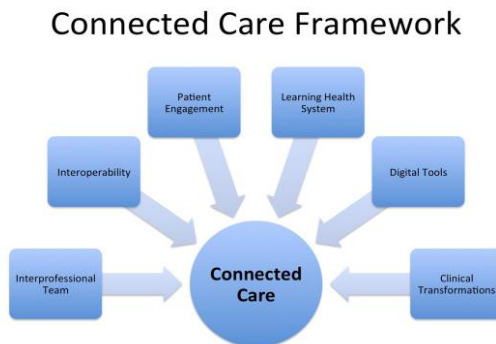 Connected Care Framework
Patient
Engagement
Learning Health
System
Interoperability
Digital Tools
Interprofessional
Team
Connected
Care
Clinical
Transformations